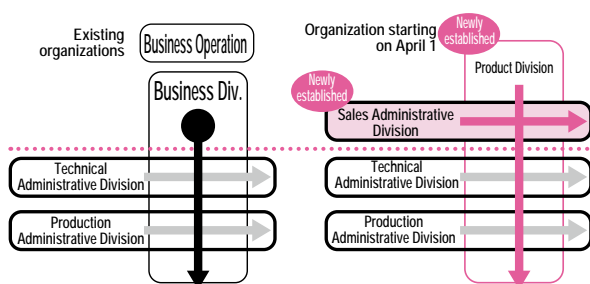 Existing
organizations
Business Operation
Business Div.
Technical
Administrative Division
Production
Administrative Division
Organization starting
on April 1
Newly
established
Product Division
Newly
established
Sales Administrative
Division
Technical
Administrative Division
Production
Administrative Division